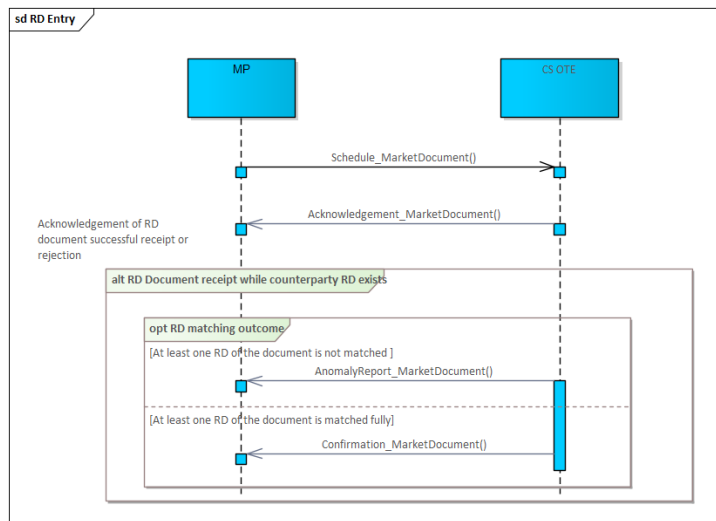 sd RD Entry
MP
CS OTE
Schedule_MarketDocument()
Acknowledgement_MarketDocument()
Acknowledgement of RD
document successful receipt or
rejection
alt RD Document receipt while counterparty RD exists
opt RD matching outcome
[At least one RD of the document is not matched ]
AnomalyReport_MarketDocument()
[At least one RD of the document is matched fully]
Confirmation_MarketDocument()